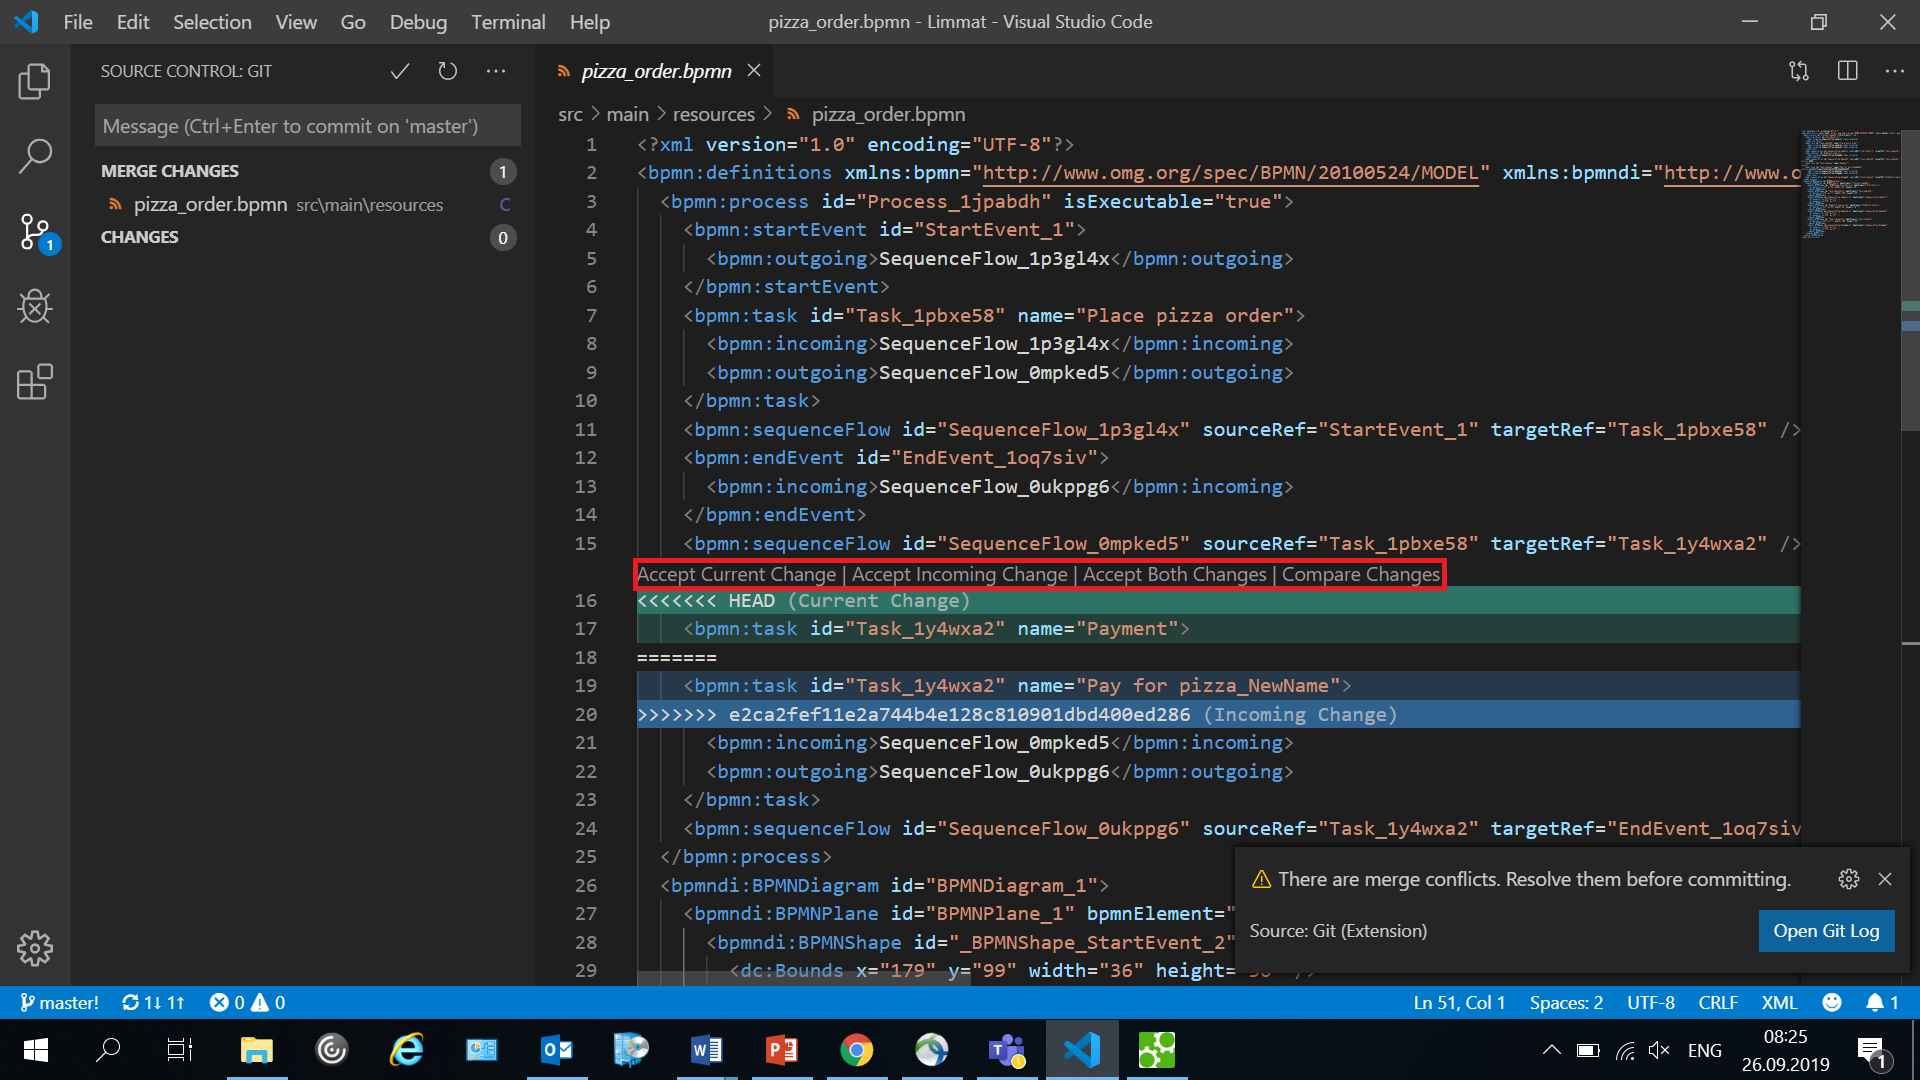 File Edit Selection View Go Debug Terminal Help
pizza_order.bpmn - Limmat - Visual Studio Code
SOURCE CONTROL: GIT
Message (Ctrl+Enter to commit on 'master')
MERGE CHANGES 1
pizza_order.bpmn src\main\resources C
CHANGES 0
1
pizza_order.bpmn
src > main > resources > pizza_order.bpmn
1 <?xml version="1.0" encoding="UTF-8"?>
2 <bpmn:definitions xmlns:bpmn="http://www.omg.org/spec/BPMN/20100524/MODEL" xmlns:bpmndi="http://www.o
3 <bpmn:process id="Process_1jpabdh" isExecutable="true">
4 <bpmn:startEvent id="StartEvent_1">
5 <bpmn:outgoing>SequenceFlow_1p3gl4x</bpmn:outgoing>
6 </bpmn:startEvent>
7 <bpmn:task id="Task_1pbxe58" name="Place pizza order">
8 <bpmn:incoming>SequenceFlow_1p3gl4x</bpmn:incoming>
9 <bpmn:outgoing>SequenceFlow_0mpked5</bpmn:outgoing>
10 </bpmn:task>
11 <bpmn:sequenceFlow id="SequenceFlow_1p3gl4x" sourceRef="StartEvent_1" targetRef="Task_1pbxe58" />
12 <bpmn:endEvent id="EndEvent_1oq7siv">
13 <bpmn:incoming>SequenceFlow_0ukppg6</bpmn:incoming>
14 </bpmn:endEvent>
15 <bpmn:sequenceFlow id="SequenceFlow_0mpked5" sourceRef="Task_1pbxe58" targetRef="Task_1y4wxa2" />
Accept Current Change | Accept Incoming Change | Accept Both Changes | Compare Changes
16 <<<<<<< HEAD (Current Change)
17 <bpmn:task id="Task_1y4wxa2" name="Payment">
18 =======
19 <bpmn:task id="Task_1y4wxa2" name="Pay for pizza_NewName">
20 >>>>>>> e2ca2fef11e2a744b4e128c810901dbd400ed286 (Incoming Change)
21 <bpmn:incoming>SequenceFlow_0mpked5</bpmn:incoming>
22 <bpmn:outgoing>SequenceFlow_0ukppg6</bpmn:outgoing>
23 </bpmn:task>
24 <bpmn:sequenceFlow id="SequenceFlow_0ukppg6" sourceRef="Task_1y4wxa2" targetRef="EndEvent_1oq7siv
25 </bpmn:process>
26 <bpmndi:BPMNDiagram id="BPMNDiagram_1">
27 <bpmndi:BPMNPlane id="BPMNPlane_1" bpmnElement="
28 <bpmndi:BPMNShape id="_BPMNShape_StartEvent_2"
29 <dc:Bounds x="179" y="99" width="36" height=
There are merge conflicts. Resolve them before committing.
Source: Git (Extension)
Open Git Log
master! 1↓ 1↑ 0 0
Ln 51, Col 1 Spaces: 2 UTF-8 CRLF XML 1
ENG
08:25
26.09.2019
1